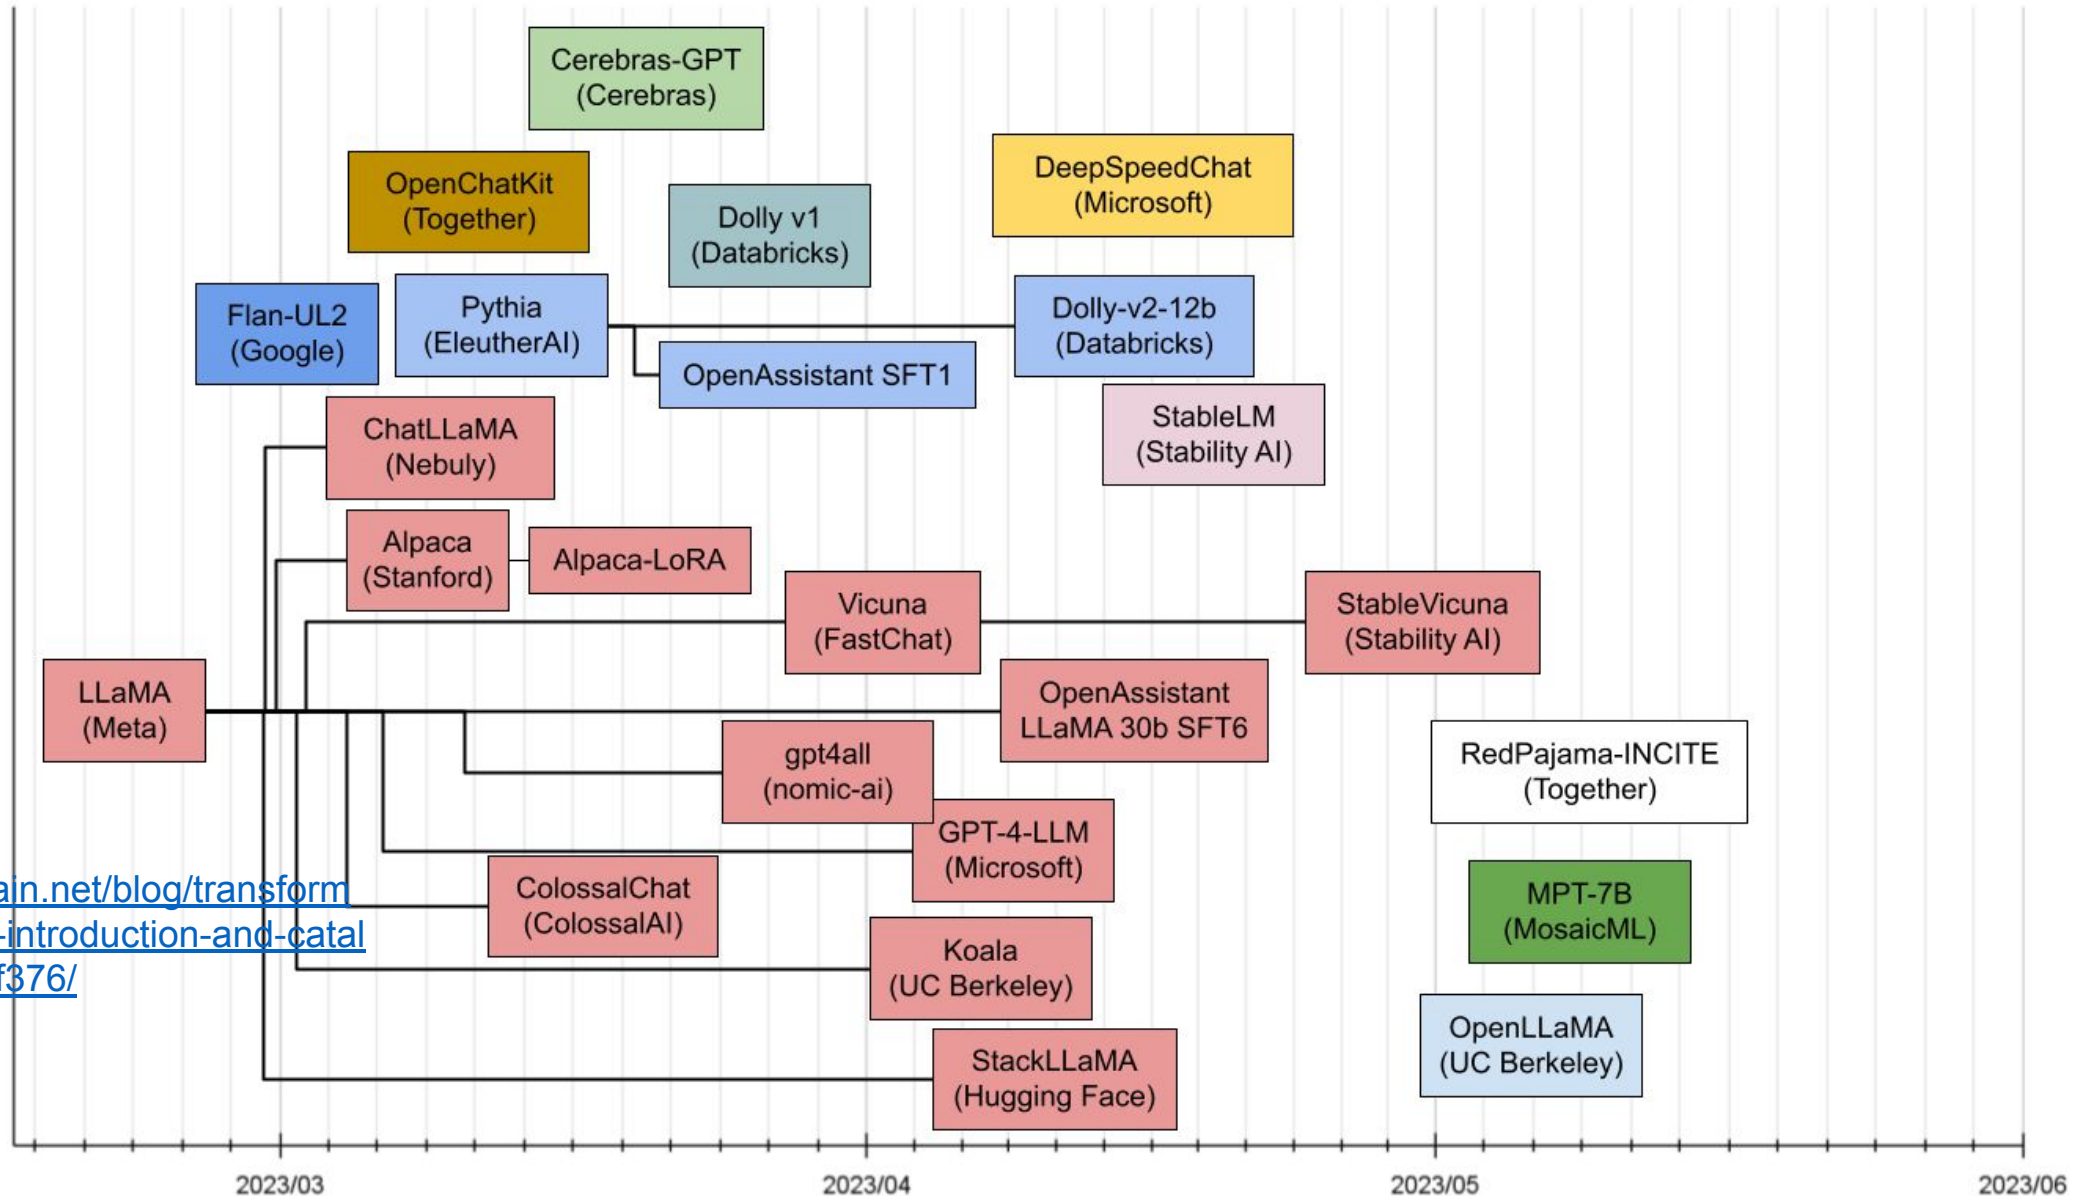 Cerebras-GPT
(Cerebras)
OpenChatKit
(Together)
Dolly v1
(Databricks)
DeepSpeedChat
(Microsoft)
Flan-UL2
(Google)
Pythia
(EleutherAI)
Dolly-v2-12b
(Databricks)
OpenAssistant SFT1
ChatLLaMA
(Nebuly)
StableLM
(Stability AI)
Alpaca
(Stanford)
Alpaca-LoRA
Vicuna
(FastChat)
StableVicuna
(Stability AI)
LLaMA
(Meta)
OpenAssistant
LLaMA 30b SFT6
gpt4all
(nomic-ai)
RedPajama-INCITE
(Together)
GPT-4-LLM
(Microsoft)
ColossalChat
(ColossalAI)
MPT-7B
(MosaicML)
ain.net/blog/transform
-introduction-and-catal
f376/
Koala
(UC Berkeley)
OpenLLaMA
(UC Berkeley)
StackLLaMA
(Hugging Face)
2023/03
2023/04
2023/05
2023/06